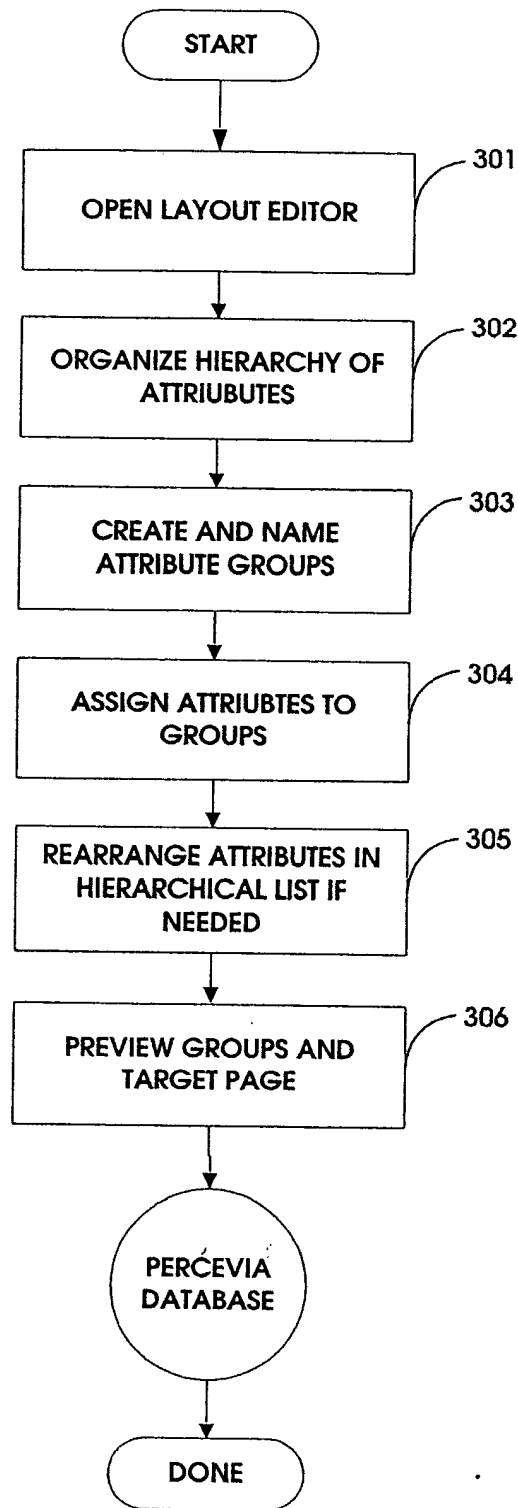 START
301
OPEN LAYOUT EDITOR
302
ORGANIZE HIERARCHY OF
ATTRIUBUTES
303
CREATE AND NAME
ATTRIBUTE GROUPS
304
ASSIGN ATTRIUBTES TO
GROUPS
305
REARRANGE ATTRIBUTES IN
HIERARCHICAL LIST IF
NEEDED
306
PREVIEW GROUPS AND
TARGET PAGE
PERCEVIA
DATABASE
DONE